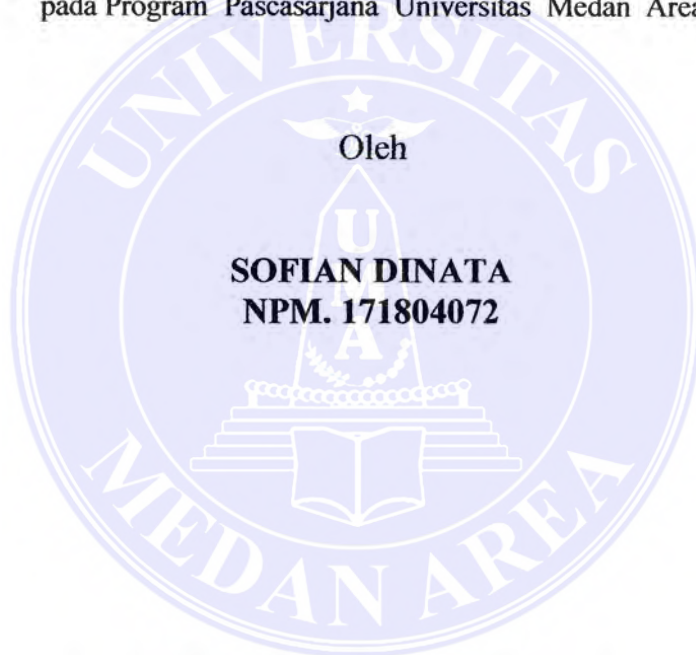 pada Program Pascasarjana Universitas Medan Area
Oleh
SOFIAN DINATA
NPM. 171804072
UNIVERSITAS
U
M
A
MEDAN AREA